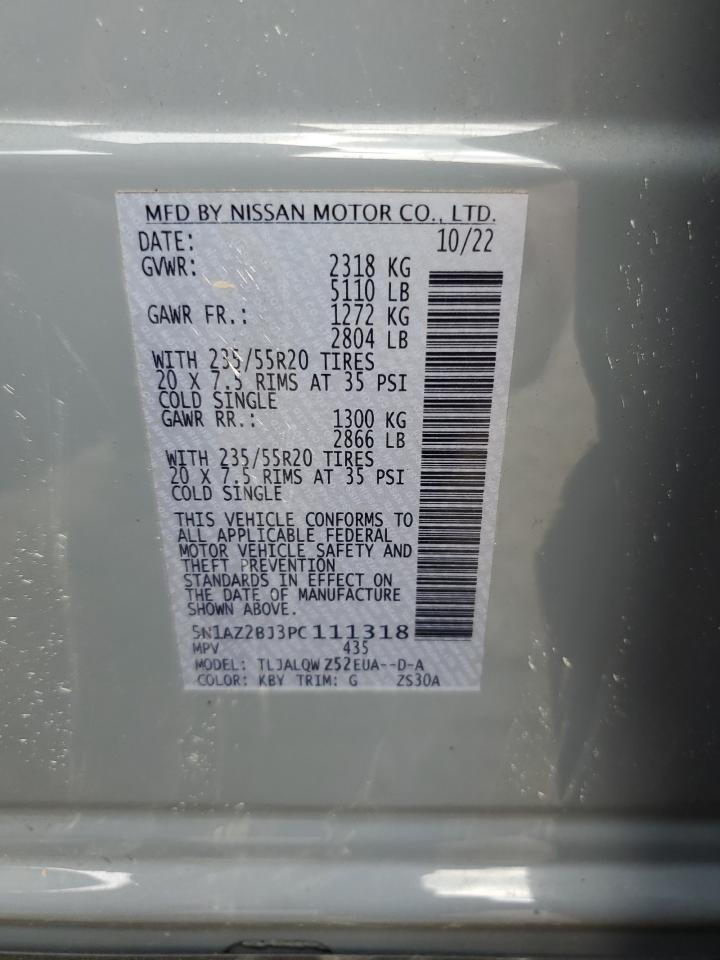 MFD BY NISSAN MOTOR CO., LTD.
DATE: 10/22
GVWR: 2318 KG
5110 LB
GAWR FR.: 1272 KG
2804 LB
WITH 235/55R20 TIRES
20 X 7.5 RIMS AT 35 PSI
COLD SINGLE
GAWR RR.: 1300 KG
2866 LB
WITH 235/55R20 TIRES
20 X 7.5 RIMS AT 35 PSI
COLD SINGLE
THIS VEHICLE CONFORMS TO
ALL APPLICABLE FEDERAL
MOTOR VEHICLE SAFETY AND
THEFT PREVENTION
STANDARDS IN EFFECT ON
THE DATE OF MANUFACTURE
SHOWN ABOVE.
5N1AZ2BJ3PC111318
MPV 435
MODEL: TLJALQWZ52EUA--D-A
COLOR: KBY TRIM: G ZS30A